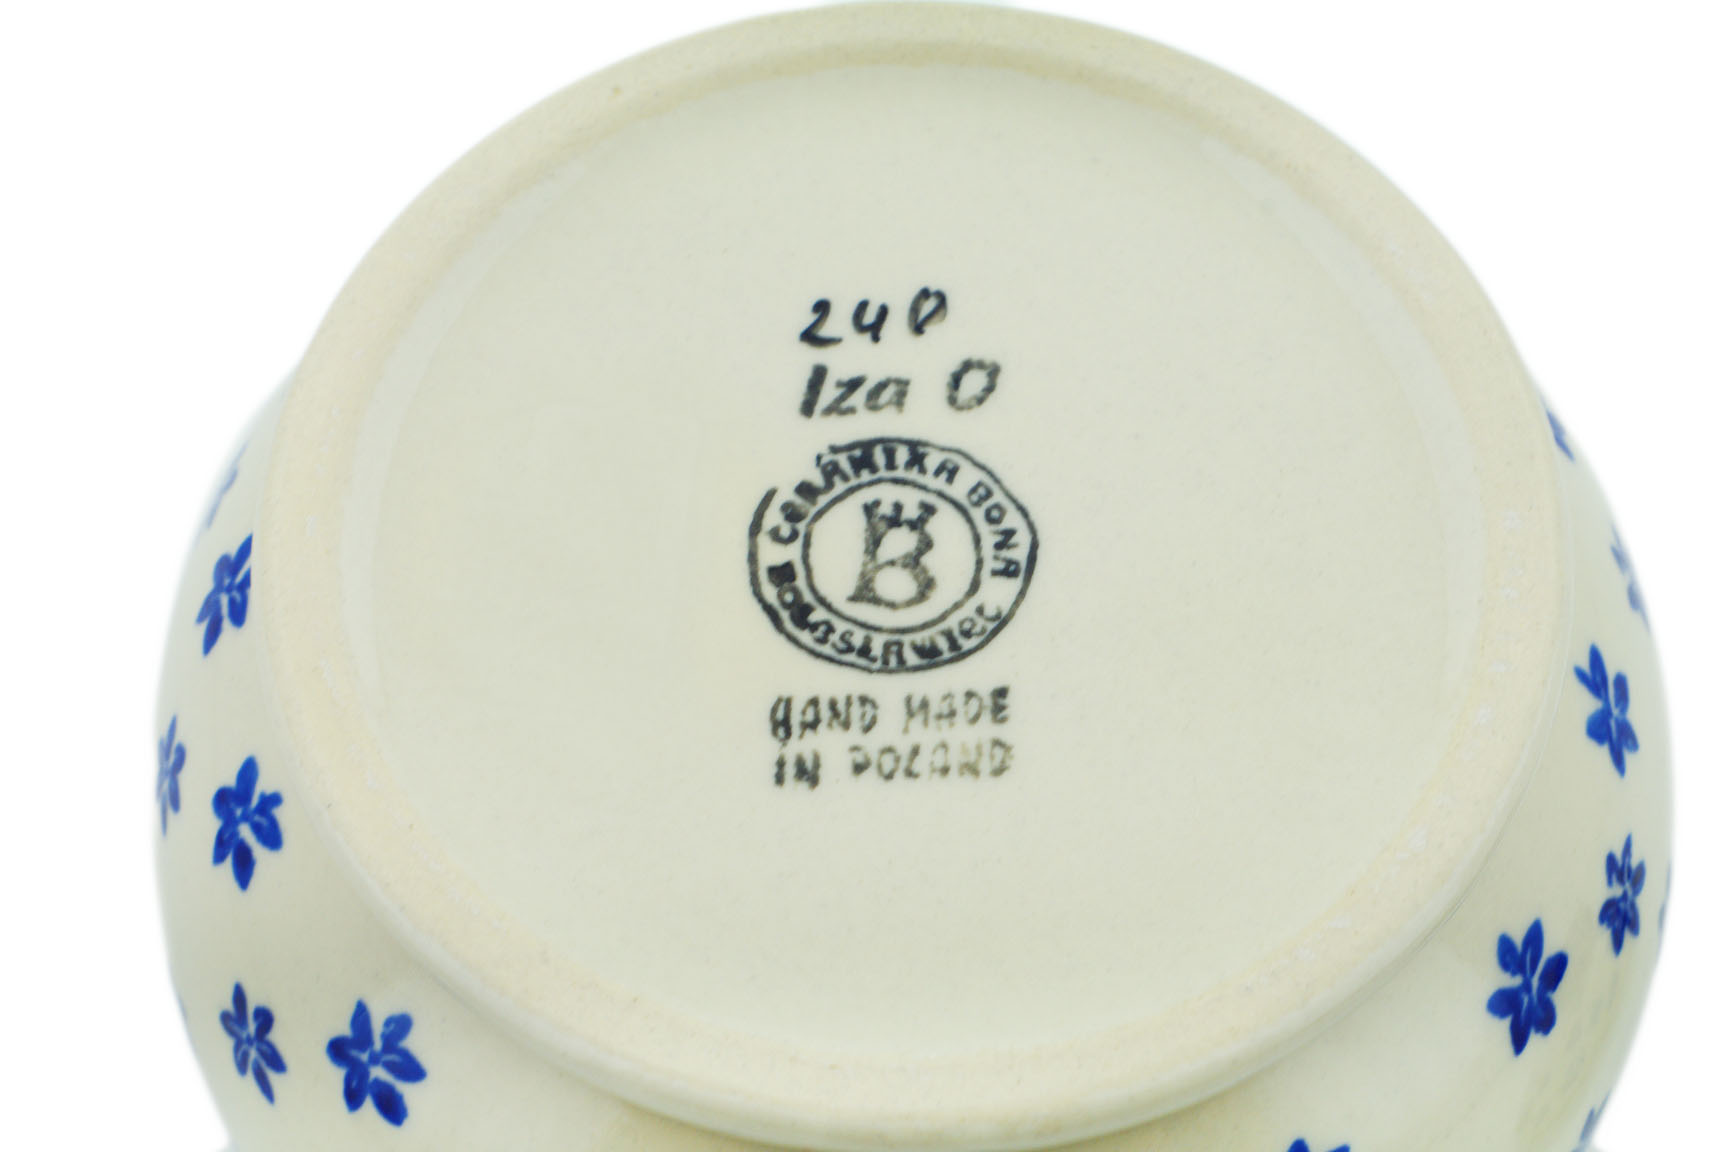 240
Iza O
CERAMIKA BONA
B
BOLESŁAWIEC
HAND MADE
IN POLAND